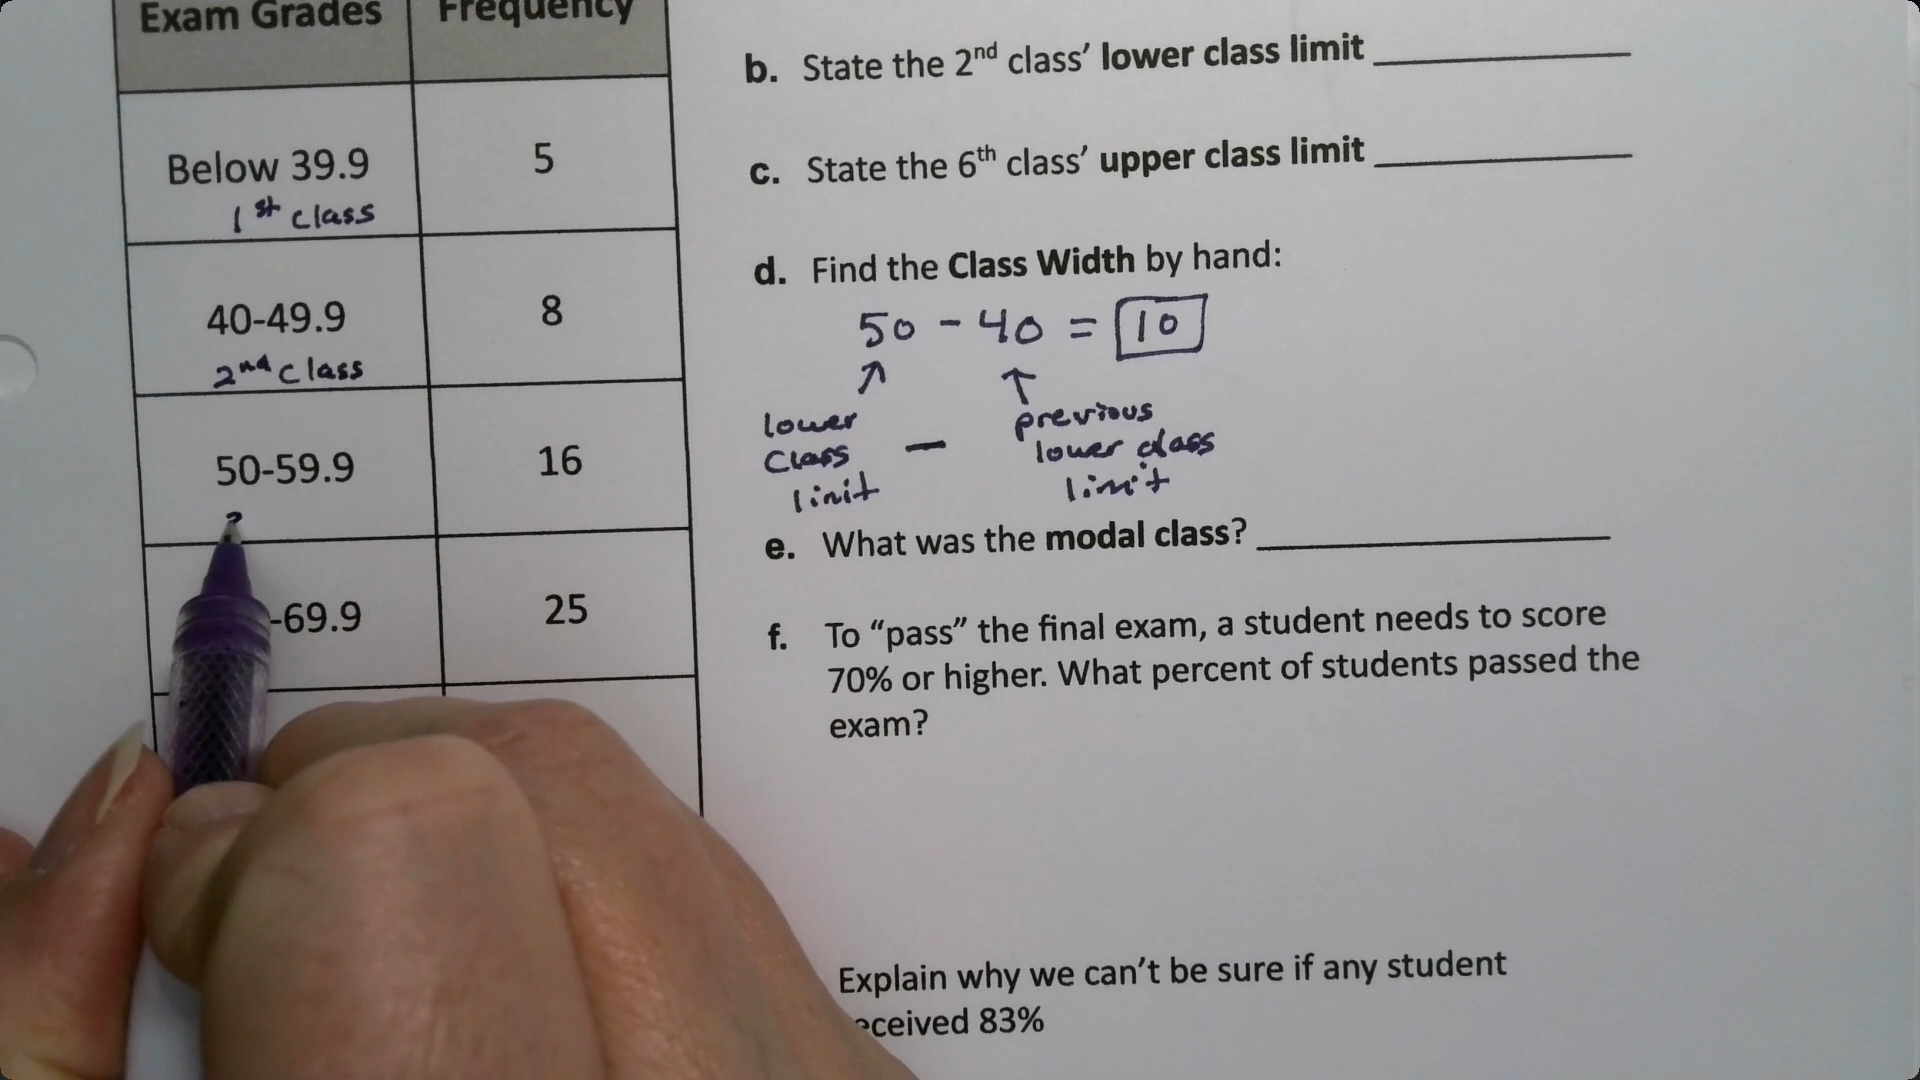 Exam Grades Frequency
Below 39.9 5
1st class
40-49.9 8
2nd class
50-59.9 16
-69.9 25
b. State the 2nd class' lower class limit
c. State the 6th class' upper class limit
d. Find the Class Width by hand:
50 - 40 = 10
lower class limit
-
previous lower class limit
e. What was the modal class?
f. To “pass” the final exam, a student needs to score
70% or higher. What percent of students passed the
exam?
Explain why we can't be sure if any student
eceived 83%